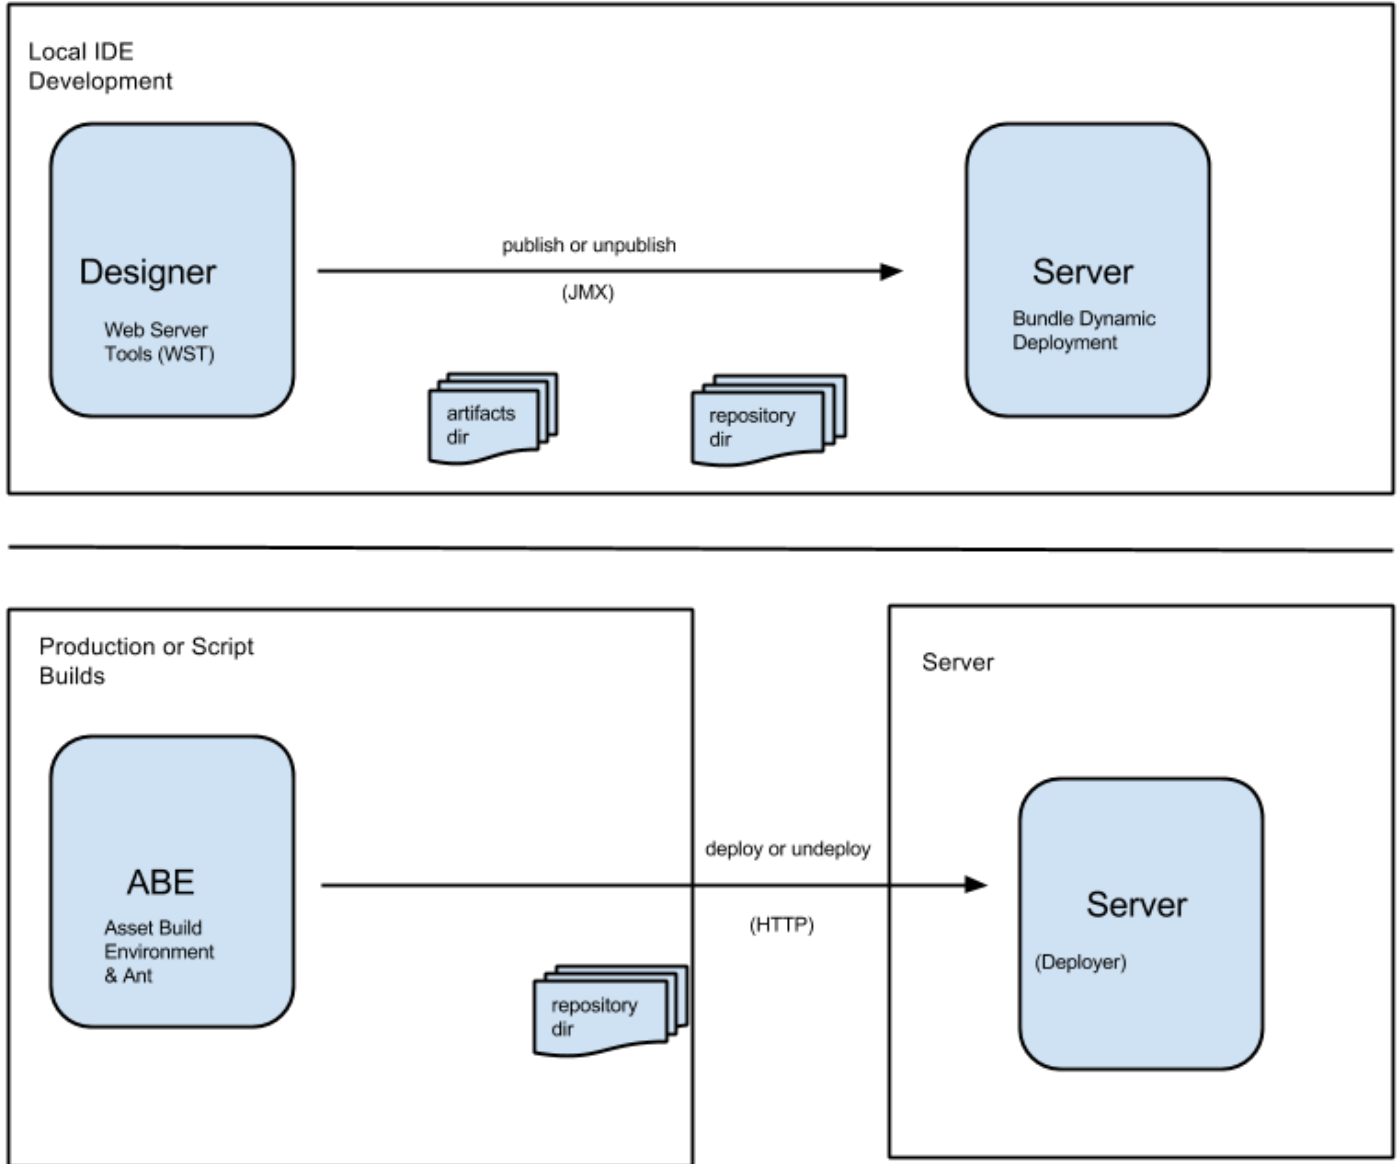 Local IDE
Development
Designer
Web Server
Tools (WST)
publish or unpublish
(JMX)
artifacts
dir
repository
dir
Server
Bundle Dynamic
Deployment
Production or Script
Builds
ABE
Asset Build
Environment
& Ant
repository
dir
deploy or undeploy
(HTTP)
Server
Server
(Deployer)